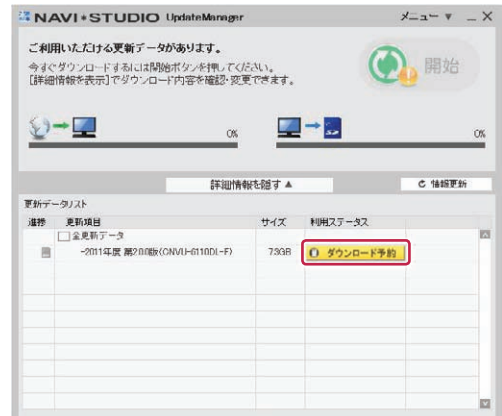 NAVI*STUDIO UpdateManager メニュー ▼ _ X
ご利用いただける更新データがあります。
今すぐダウンロードするには開始ボタンを押してください。
[詳細情報を表示]でダウンロード内容を確認・変更できます。
開始
0% 0%
詳細情報を隠す ▲ 情報更新
更新データリスト
進捗 更新項目 サイズ 利用ステータス
全更新データ
-2011年度 第2.0.0版(CNVU-6110DL-F) 7.3GB ダウンロード予約